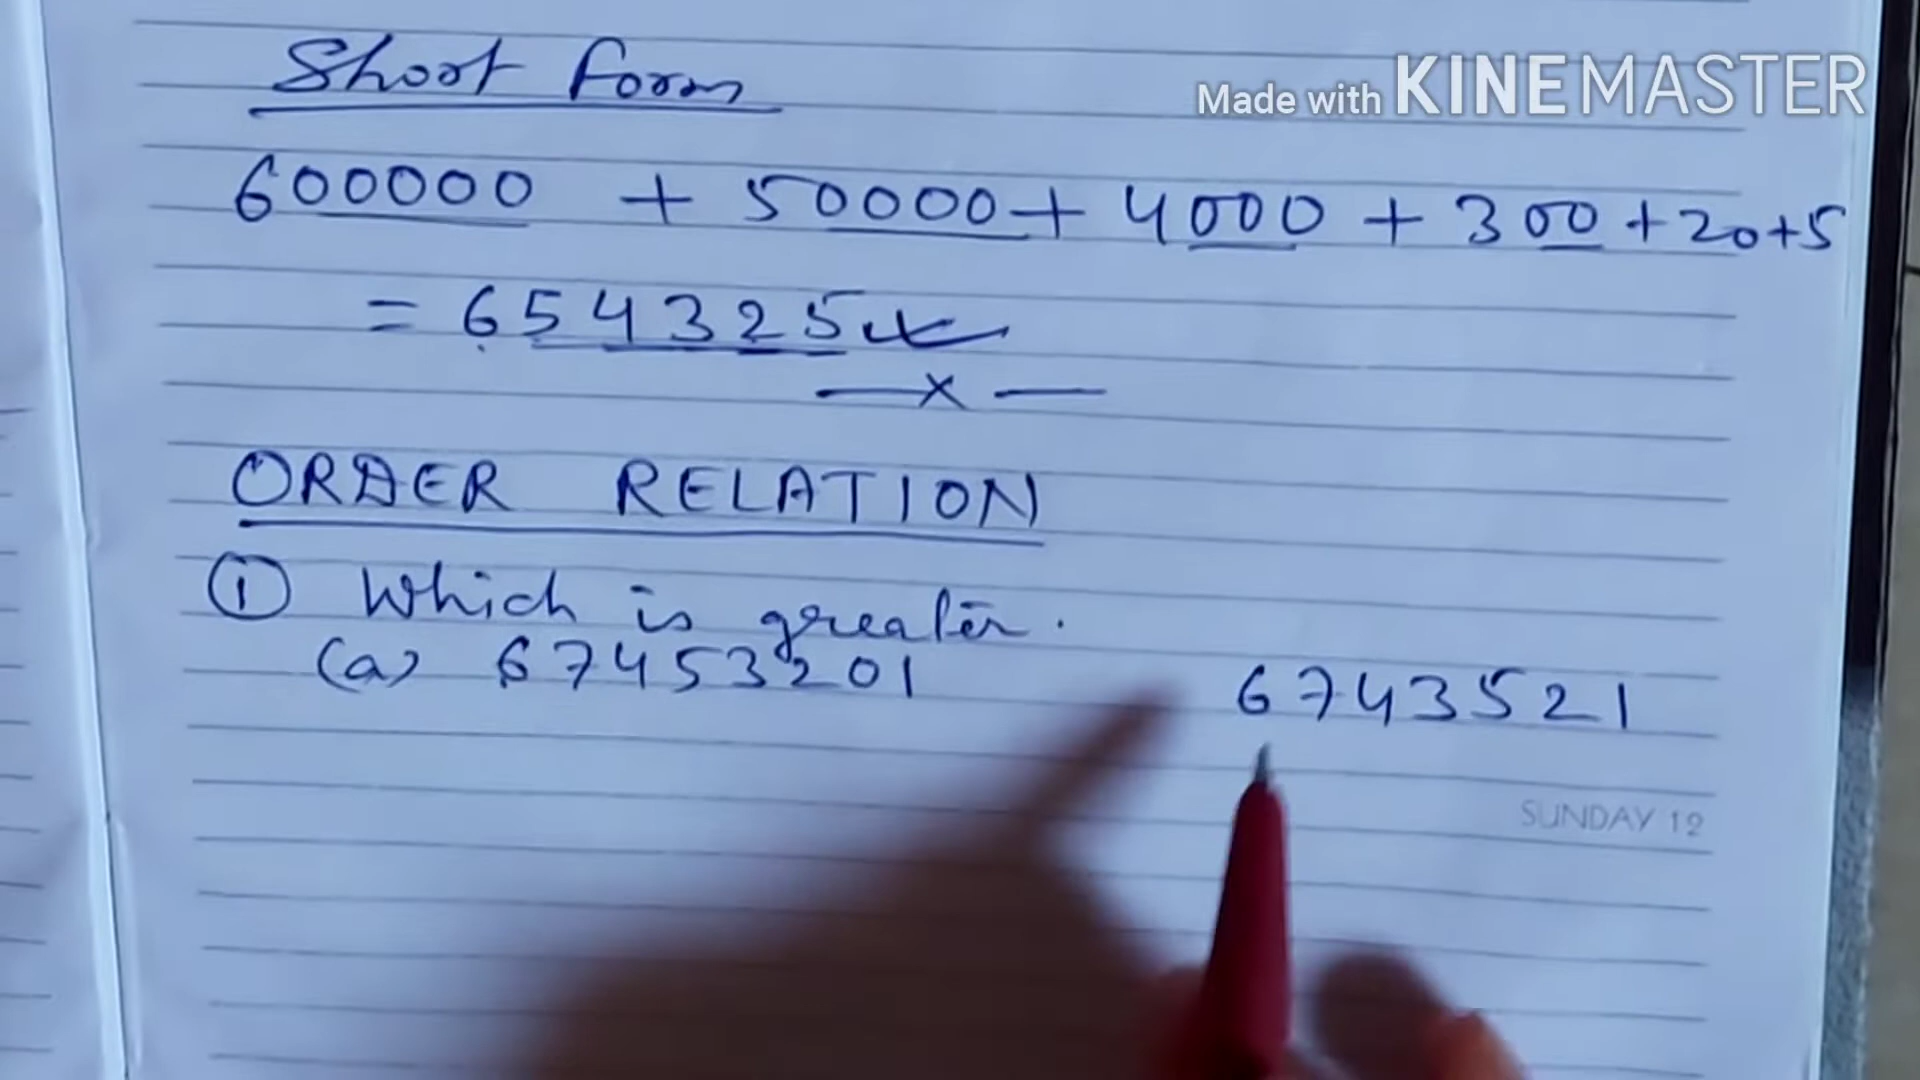 Short form
Made with KINEMASTER
600000 + 50000 + 4000 + 300 + 20 + 5
= 654325
x
ORDER RELATION
① Which is greater.
(a) 67453201 6743521
SUNDAY 12